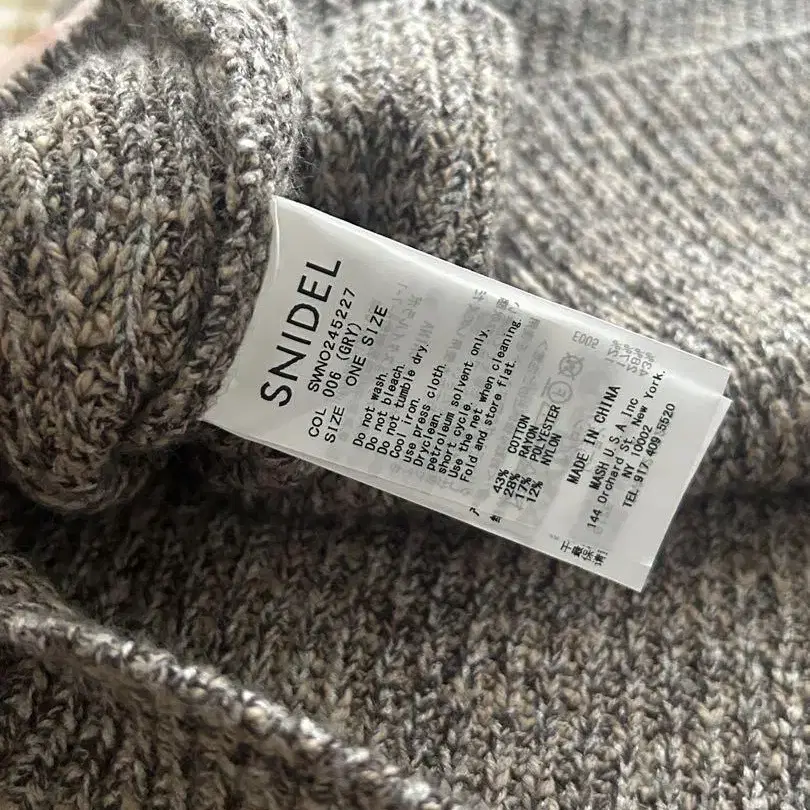 SNIDEL
SWNO245227
COL 006 (GRY)
SIZE ONE SIZE
Do not wash.
Do not bleach.
Do not tumble dry.
Cool iron.
use press cloth.
Dryclean.
petroleum solvent only.
short cycle.
Use the net when cleaning.
Fold and store flat.
43% COTTON
28% RAYON
17% POLYESTER
12% NYLON
MADE IN CHINA
MASH U S A Inc
144 Orchard St. New York.
NY 10002
TEL 917 409 3520